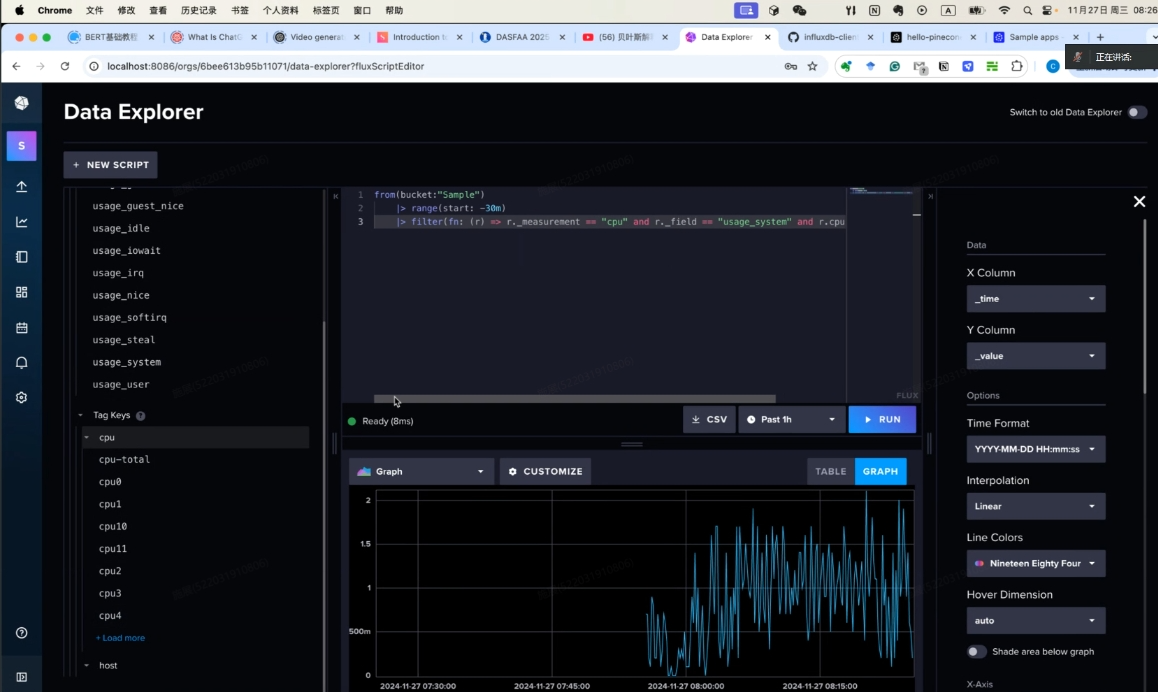 Chrome 文件 修改 查看 历史记录 书签 个人资料 标签页 窗口 帮助 11月27日 周三 08:26
BERT基础教程 What Is ChatG Video generat Introduction t DASFAA 2025 (56) 贝叶斯解 Data Explorer influxdb-clien hello-pinecon Sample apps
正在讲话:
localhost:8086/orgs/6bee613b95b11071/data-explorer?fluxScriptEditor
Data Explorer
Switch to old Data Explorer
S
+ NEW SCRIPT
usage_guest_nice
usage_idle
usage_iowait
usage_irq
usage_nice
usage_softirq
usage_steal
usage_system
usage_user
Tag Keys
cpu
cpu-total
cpu0
cpu1
cpu10
cpu11
cpu2
cpu3
cpu4
+ Load more
host
1 from(bucket:"Sample")
2 |> range(start: -30m)
3 |> filter(fn: (r) => r._measurement == "cpu" and r._field == "usage_system" and r.cpu
FLUX
Ready (8ms)
CSV
Past 1h
RUN
Graph
CUSTOMIZE
TABLE
GRAPH
2
1.5
1
500m
0
2024-11-27 07:30:00 2024-11-27 07:45:00 2024-11-27 08:00:00 2024-11-27 08:15:00
Data
X Column
_time
Y Column
_value
Options
Time Format
YYYY-MM-DD HH:mm:ss
Interpolation
Linear
Line Colors
Nineteen Eighty Four
Hover Dimension
auto
Shade area below graph
X-Axis